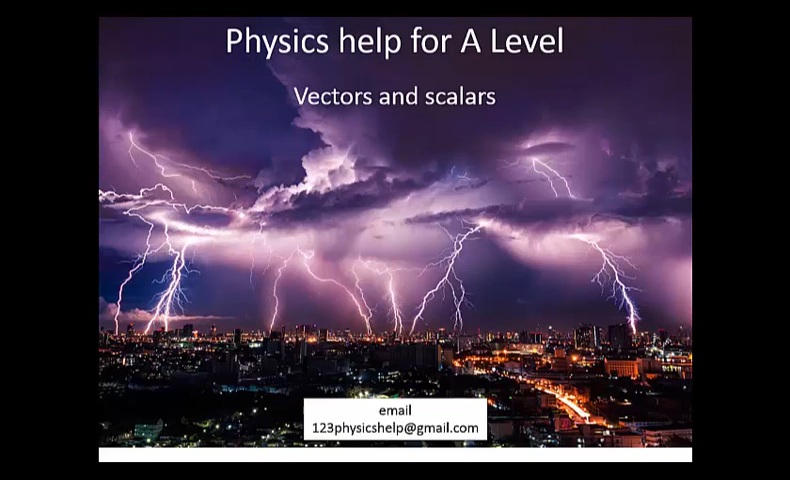 Physics help for A Level
Vectors and scalars
email
123physicshelp@gmail.com